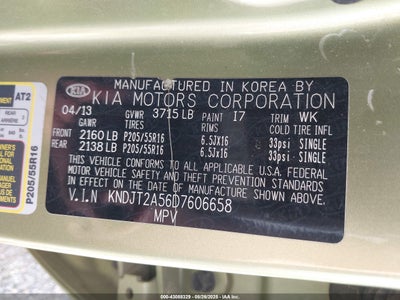 AT2
P205/55R16
MANUFACTURED IN KOREA BY
KIA KIA MOTORS CORPORATION
04/13 GVWR 3715 LB PAINT I7 TRIM WK
GAWR TIRES RIMS COLD TIRE INFL
FRONT 2160 LB P205/55R16 6.5JX16 33psi SINGLE
REAR 2138 LB P205/55R16 6.5JX16 33psi SINGLE
THIS VEHICLE CONFORMS TO ALL APPLICABLE U.S.A. FEDERAL
MOTOR VEHICLE SAFETY, BUMPER, AND THEFT PREVENTION
STANDARDS IN EFFECT ON THE DATE OF MANUFACTURE SHOWN ABOVE.
V.I.N KNDJT2A56D7606658
MPV